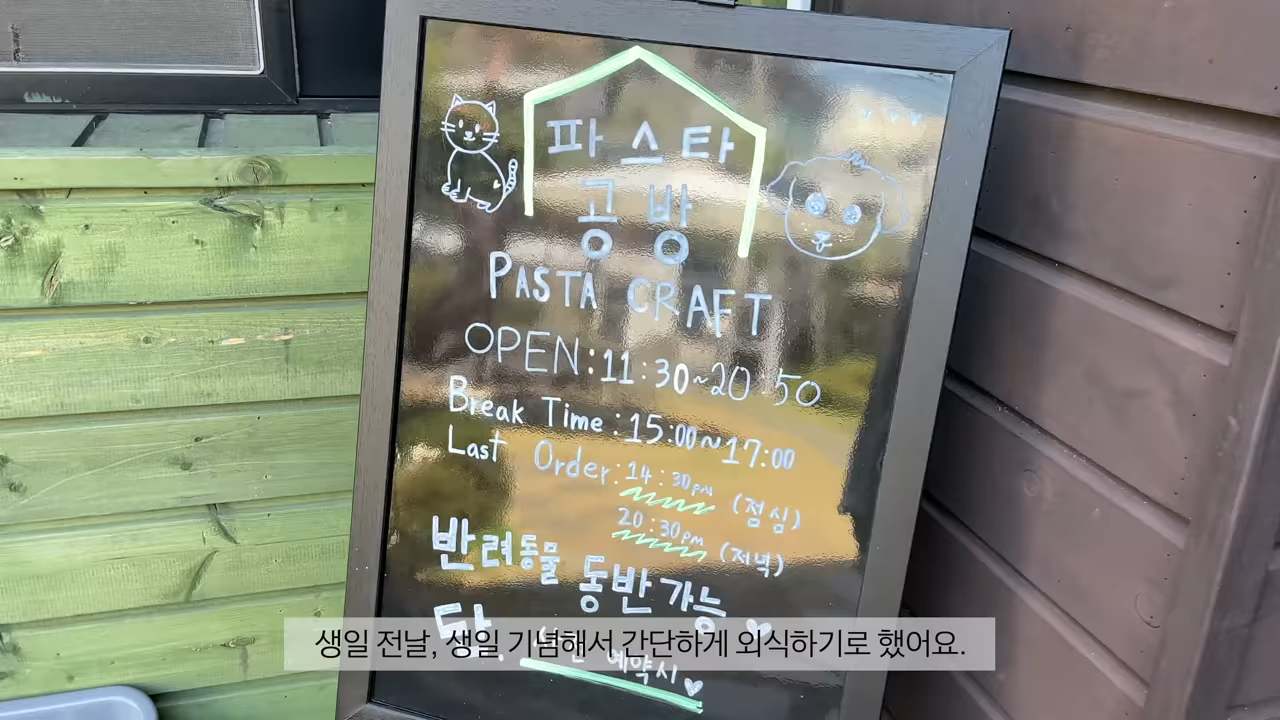 파스타
공방
PASTA CRAFT
OPEN:11:30~20:50
Break Time:15:00~17:00
Last Order:14:30pm (점심)
20:30pm (저녁)
반려동물 동반가능
단,
예약시
생일 전날, 생일 기념해서 간단하게 외식하기로 했어요.